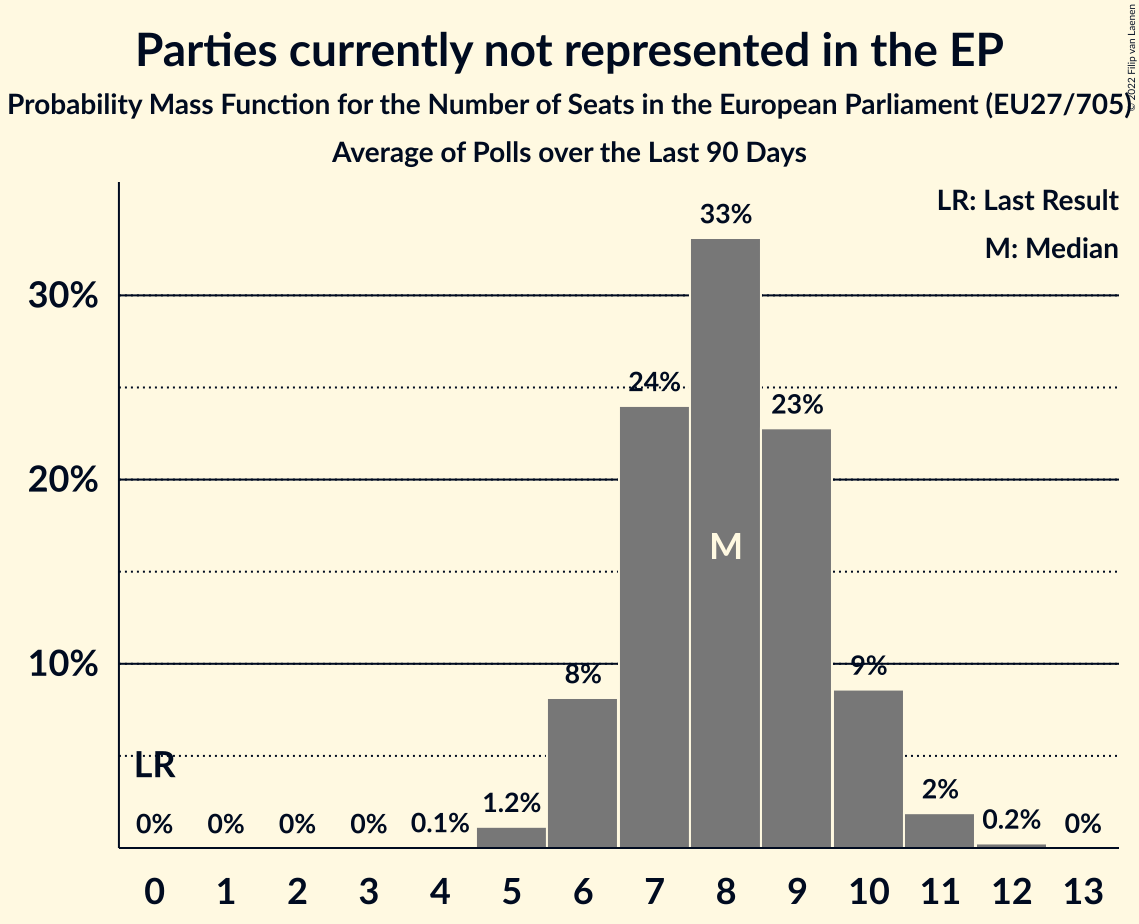 Parties currently not represented in the EP
Probability Mass Function for the Number of Seats in the European Parliament (EU27/705)
Average of Polls over the Last 90 Days
© 2022 Filip van Laenen
LR: Last Result
M: Median
30%
20%
10%
LR
0%
0%
0%
0%
0.1%
1.2%
8%
24%
33%
23%
9%
2%
0.2%
0%
M
0 1 2 3 4 5 6 7 8 9 10 11 12 13